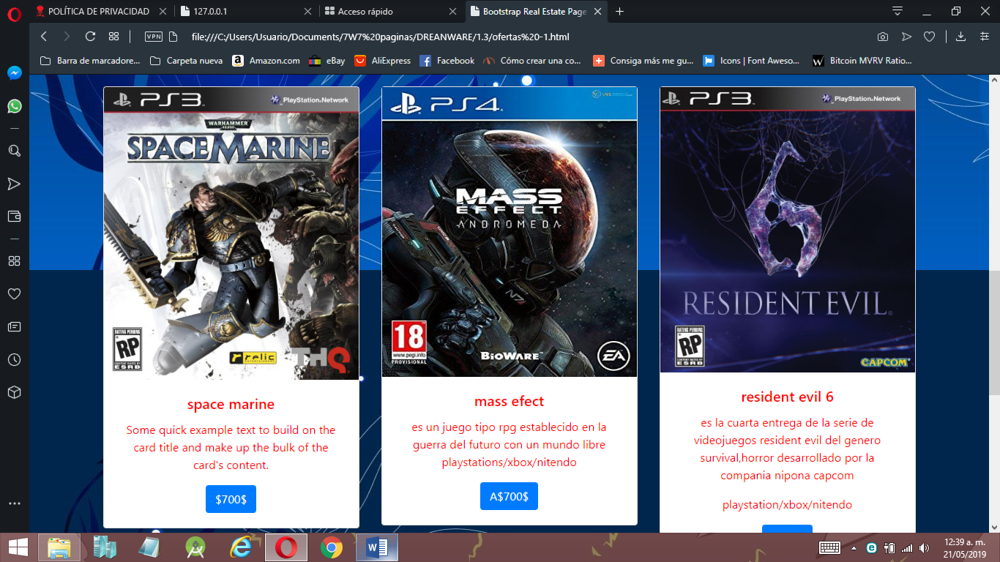 POLÍTICA DE PRIVACIDAD
127.0.0.1
Acceso rápido
Bootstrap Real Estate Page
VPN
file:///C:/Users/Usuario/Documents/7W7%20paginas/DREANWARE/1.3/ofertas%20-1.html
Barra de marcadore...
Carpeta nueva
Amazon.com
eBay
AliExpress
Facebook
Cómo crear una co...
Consiga más me gu...
Icons | Font Aweso...
Bitcoin MVRV Ratio...
PS3
PlayStation Network
WARHAMMER
40,000
SPACE MARINE
RATING PENDING
RP
CONTENT RATED BY
ESRB
relic
THQ
space marine
Some quick example text to build on the
card title and make up the bulk of the
card's content.
$700$
PS4
MASS
EFFECT
ANDROMEDA
N7
18
www.pegi.info
PROVISIONAL
BIOWARE
EA
mass efect
es un juego tipo rpg establecido en la
guerra del futuro con un mundo libre
playstations/xbox/nitendo
A$700$
PS3
PlayStation Network
RESIDENT EVIL
RATING PENDING
RP
CONTENT RATED BY
ESRB
CAPCOM
resident evil 6
es la cuarta entrega de la serie de
videojuegos resident evil del genero
survival,horror desarrollado por la
compania nipona capcom
playstation/xbox/nitendo
12:39 a. m.
21/05/2019